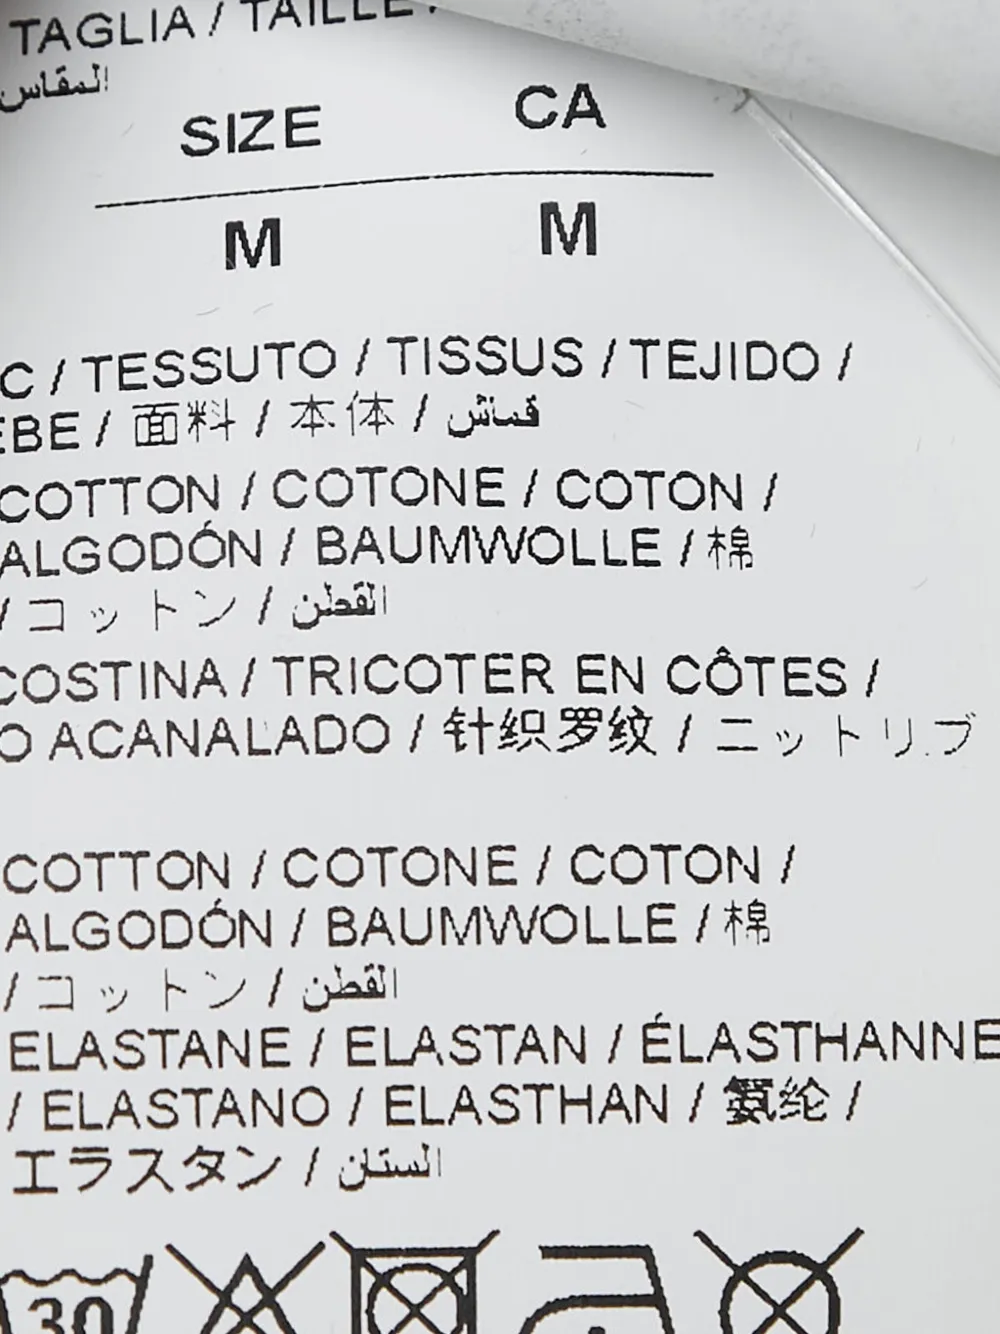 TAGLIA / TAILLE
المقاس
SIZE CA
M M
C / TESSUTO / TISSUS / TEJIDO /
EBE / 面料 / 本体 / قماش
COTTON / COTONE / COTON /
ALGODÓN / BAUMWOLLE / 棉
/ コットン / القطن
COSTINA / TRICOTER EN CÔTES /
O ACANALADO / 针织罗纹 / ニットリブ
COTTON / COTONE / COTON /
ALGODÓN / BAUMWOLLE / 棉
/ コットン / القطن
ELASTANE / ELASTAN / ÉLASTHANNE
/ ELASTANO / ELASTHAN / 氨纶 /
エラスタン / الستان
30